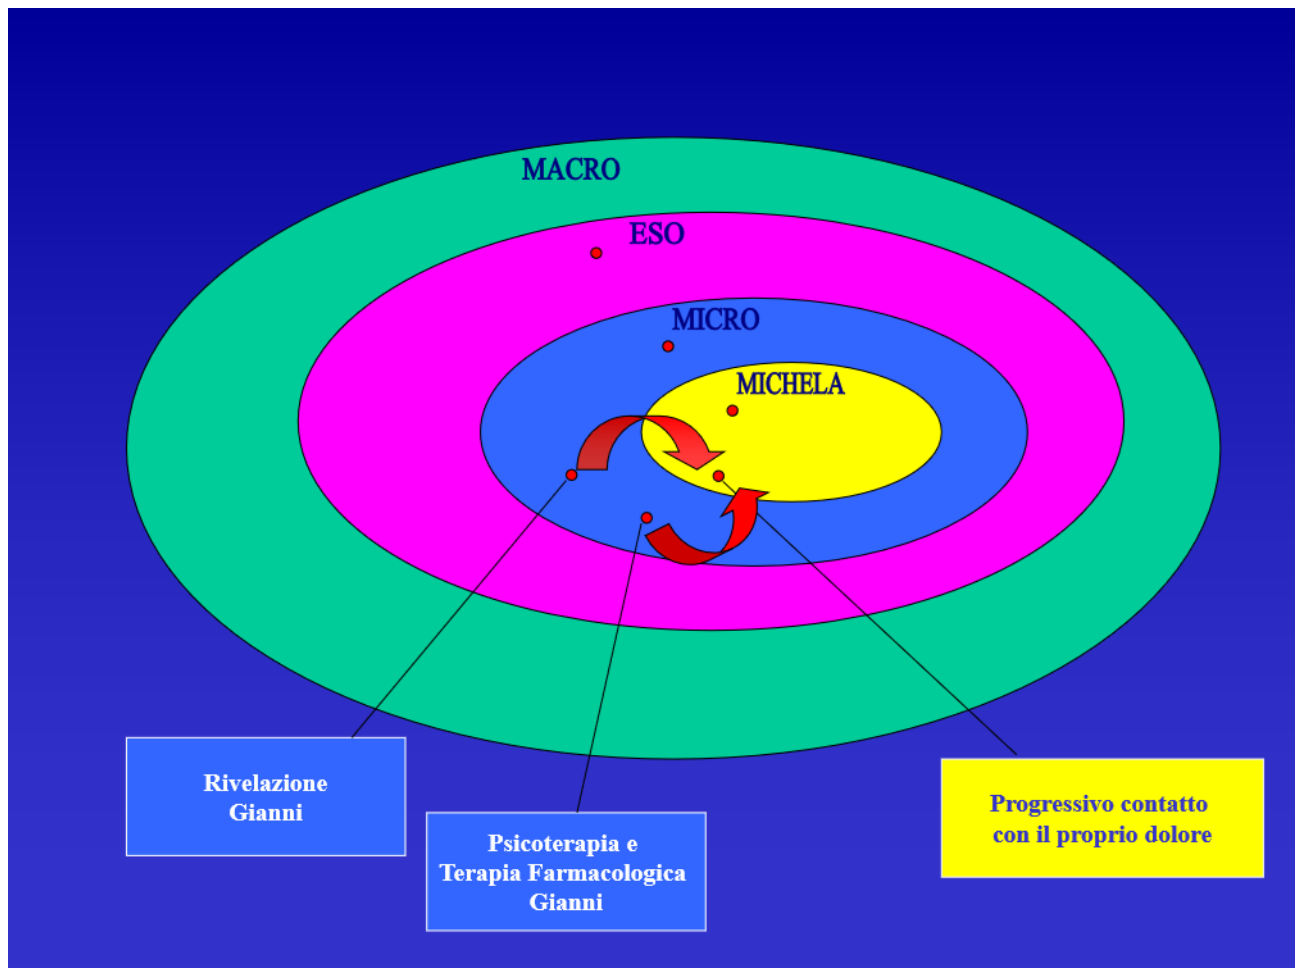 MACRO
ESO
MICRO
MICHELA
Rivelazione
Gianni
Psicoterapia e
Terapia Farmacologica
Gianni
Progressivo contatto
con il proprio dolore